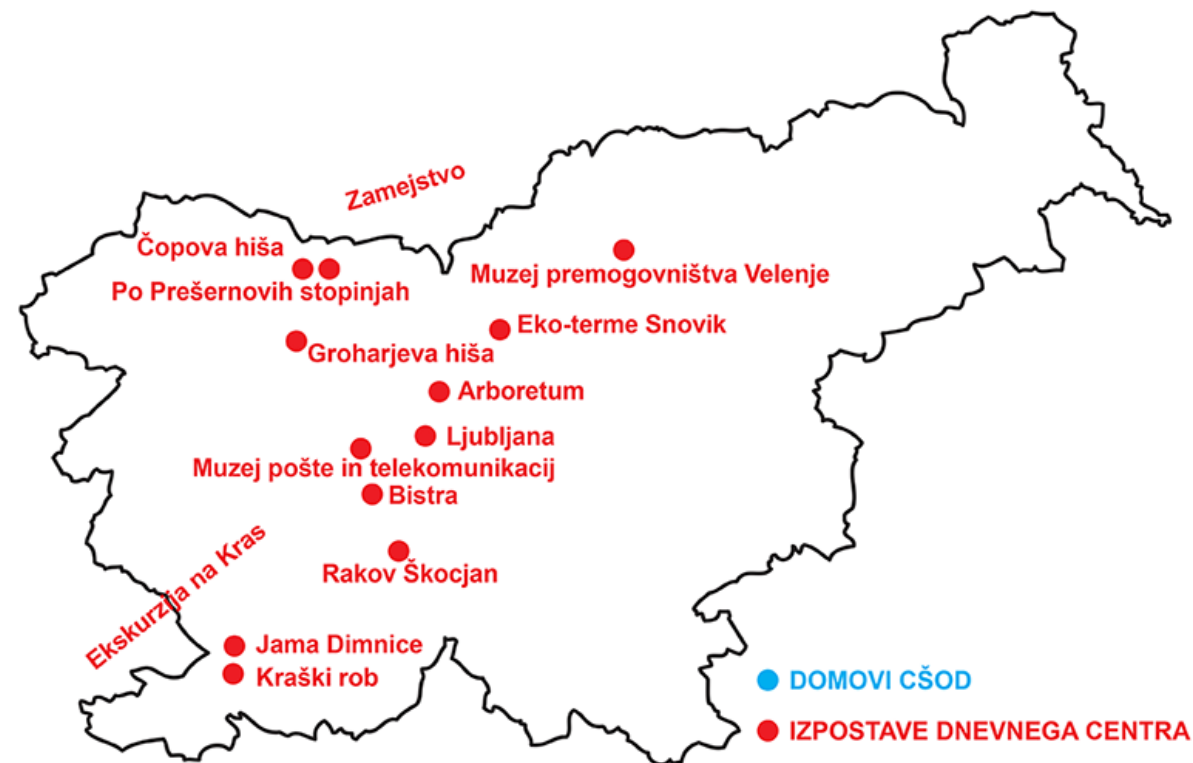 Zamejstvo
Čopova hiša
Po Prešernovih stopinjah
Muzej premogovništva Velenje
Eko-terme Snovik
Groharjeva hiša
Arboretum
Ljubljana
Muzej pošte in telekomunikacij
Bistra
Rakov Škocjan
Ekskurzija na Kras
Jama Dimnice
Kraški rob
DOMOVI CŠOD
IZPOSTAVE DNEVNEGA CENTRA